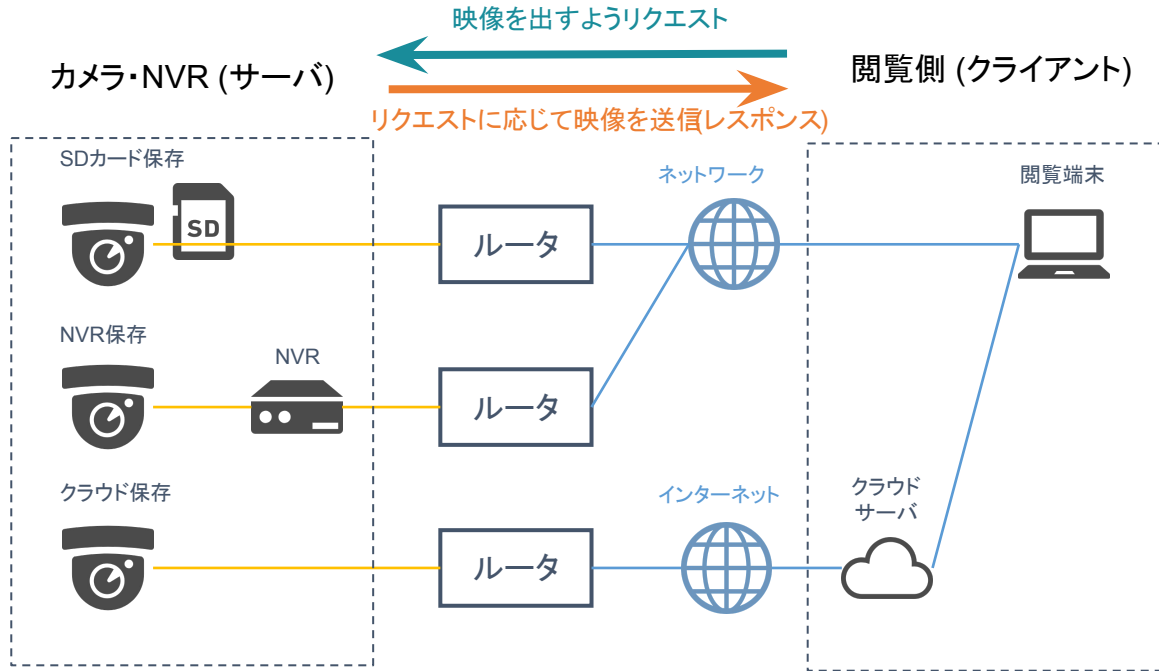 映像を出すようリクエスト
カメラ・NVR (サーバ)
閲覧側 (クライアント)
リクエストに応じて映像を送信(レスポンス)
SDカード保存
SD
ルータ
ネットワーク
閲覧端末
NVR保存
NVR
ルータ
クラウド保存
ルータ
インターネット
クラウド
サーバ